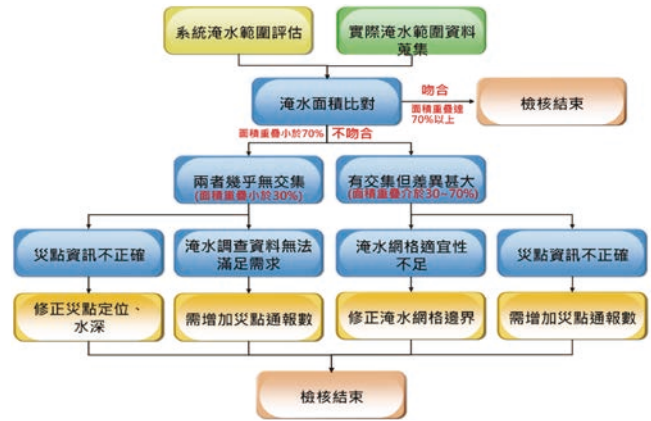 系統淹水範圍評估
實際淹水範圍資料
蒐集
淹水面積比對
吻合
面積重疊達
70%以上
檢核結束
面積重疊小於70%
不吻合
兩者幾乎無交集
(面積重疊小於30%)
有交集但差異甚大
(面積重疊介於30~70%)
災點資訊不正確
淹水調查資料無法
滿足需求
淹水網格適宜性
不足
災點資訊不正確
修正災點定位、
水深
需增加災點通報數
修正淹水網格邊界
需增加災點通報數
檢核結束